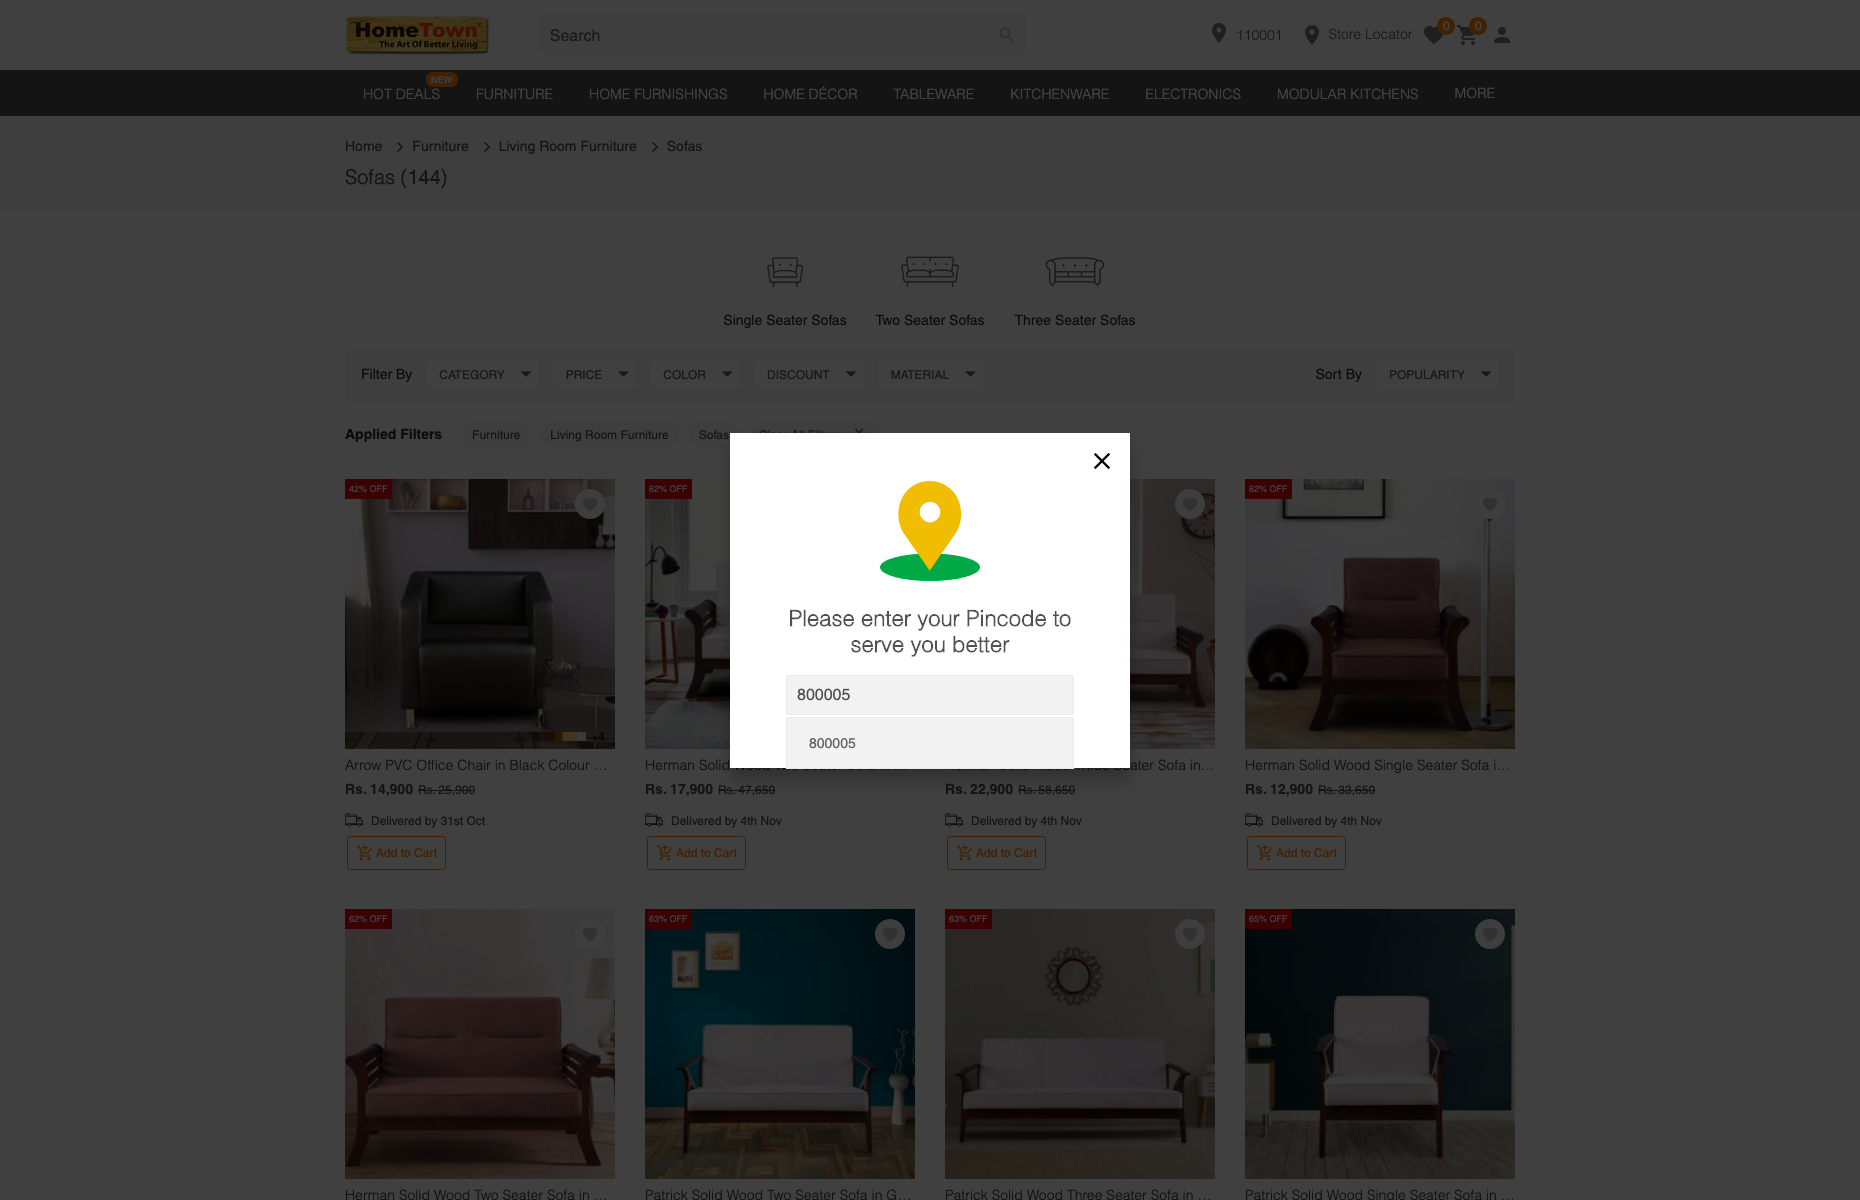 HomeTown
The Art Of Better Living
Search
110001
Store Locator
0
0
NEW
HOT DEALS
FURNITURE
HOME FURNISHINGS
HOME DÉCOR
TABLEWARE
KITCHENWARE
ELECTRONICS
MODULAR KITCHENS
MORE
Home
Furniture
Living Room Furniture
Sofas
Sofas (144)
Single Seater Sofas
Two Seater Sofas
Three Seater Sofas
Filter By
CATEGORY
PRICE
COLOR
DISCOUNT
MATERIAL
Sort By
POPULARITY
Applied Filters
Furniture
Living Room Furniture
Sofas
Please enter your Pincode to
serve you better
800005
800005
42% OFF
62% OFF
62% OFF
+4
Arrow PVC Office Chair in Black Colour ...
Herman Solid
ater Sofa in...
Herman Solid Wood Single Seater Sofa i...
Rs. 14,900 Rs. 25,900
Rs. 17,900 Rs. 47,650
Rs. 22,900 Rs. 58,650
Rs. 12,900 Rs. 33,650
Delivered by 31st Oct
Delivered by 4th Nov
Delivered by 4th Nov
Delivered by 4th Nov
Add to Cart
Add to Cart
Add to Cart
Add to Cart
62% OFF
63% OFF
63% OFF
65% OFF
Herman Solid Wood Two Seater Sofa in ...
Patrick Solid Wood Two Seater Sofa in G...
Patrick Solid Wood Three Seater Sofa in ...
Patrick Solid Wood Single Seater Sofa in ...